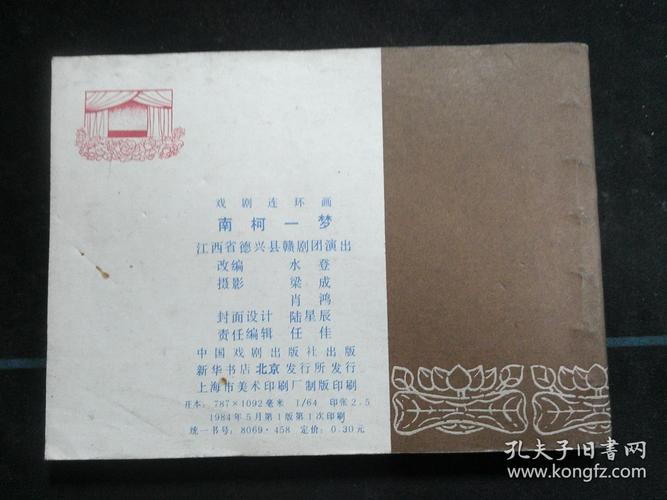 戏剧连环画
南柯一梦
江西省德兴县赣剧团演出
改编 水登
摄影 梁成
肖鸿
封面设计 陆星辰
责任编辑 任佳
中国戏剧出版社出版
新华书店北京发行所发行
上海市美术印刷厂制版印刷
开本:787×1092毫米 1/64 印张2.5
1984年5月第1版第1次印刷
统一书号:8069·458 定价:0.30元
孔夫子旧书网
www.kongfz.com